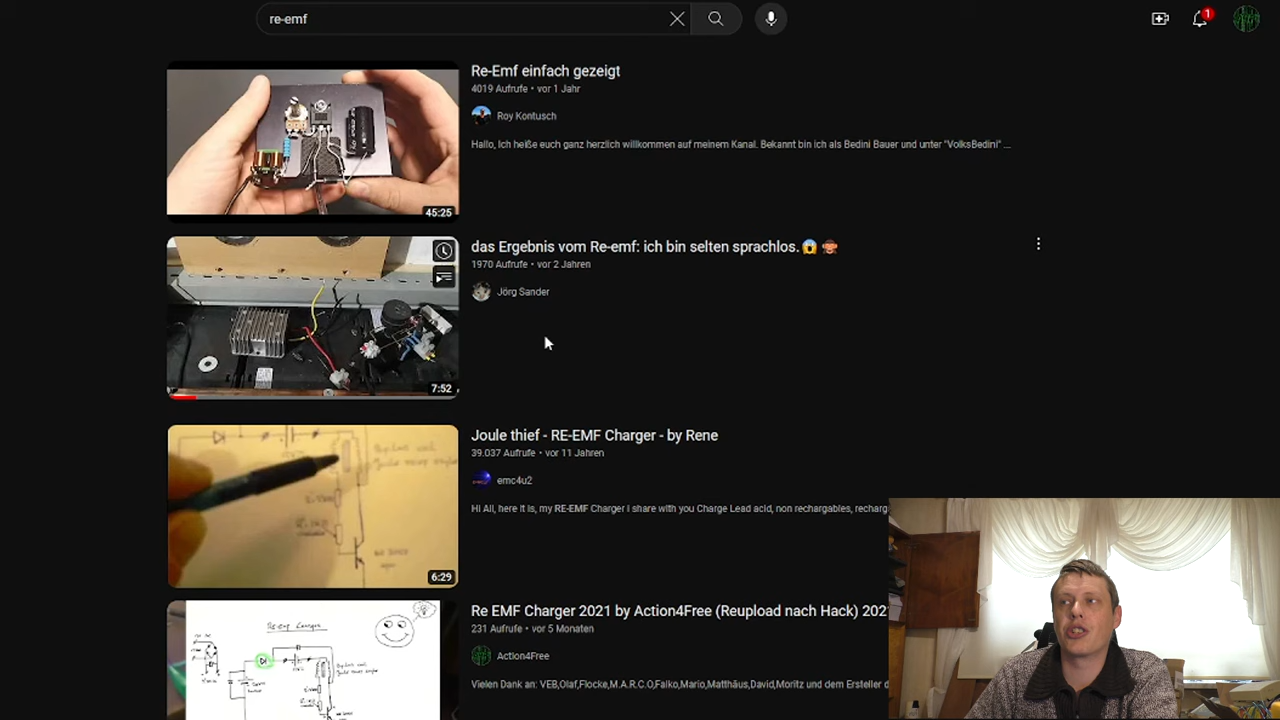 re-emf
1
Re-Emf einfach gezeigt
4019 Aufrufe • vor 1 Jahr
Roy Kontusch
Hallo, Ich heiße euch ganz herzlich willkommen auf meinem Kanal. Bekannt bin ich als Bedini Bauer und unter "VolksBedini" ...
45:25
das Ergebnis vom Re-emf: ich bin selten sprachlos.😱🙈
1970 Aufrufe • vor 2 Jahren
Jörg Sander
7:52
Joule thief - RE-EMF Charger - by Rene
39.037 Aufrufe • vor 11 Jahren
emc4u2
Hi All, here It is, my RE-EMF Charger I share with you Charge Lead acid, non rechargables, recharg
6:29
Re EMF Charger 2021 by Action4Free (Reupload nach Hack) 202
231 Aufrufe • vor 5 Monaten
Action4Free
Vielen Dank an: VEB,Olaf,Flocke,M.A.R.C.O,Falko,Mario,Matthäus,David,Moritz und dem Ersteller d
Re-Emf Charger